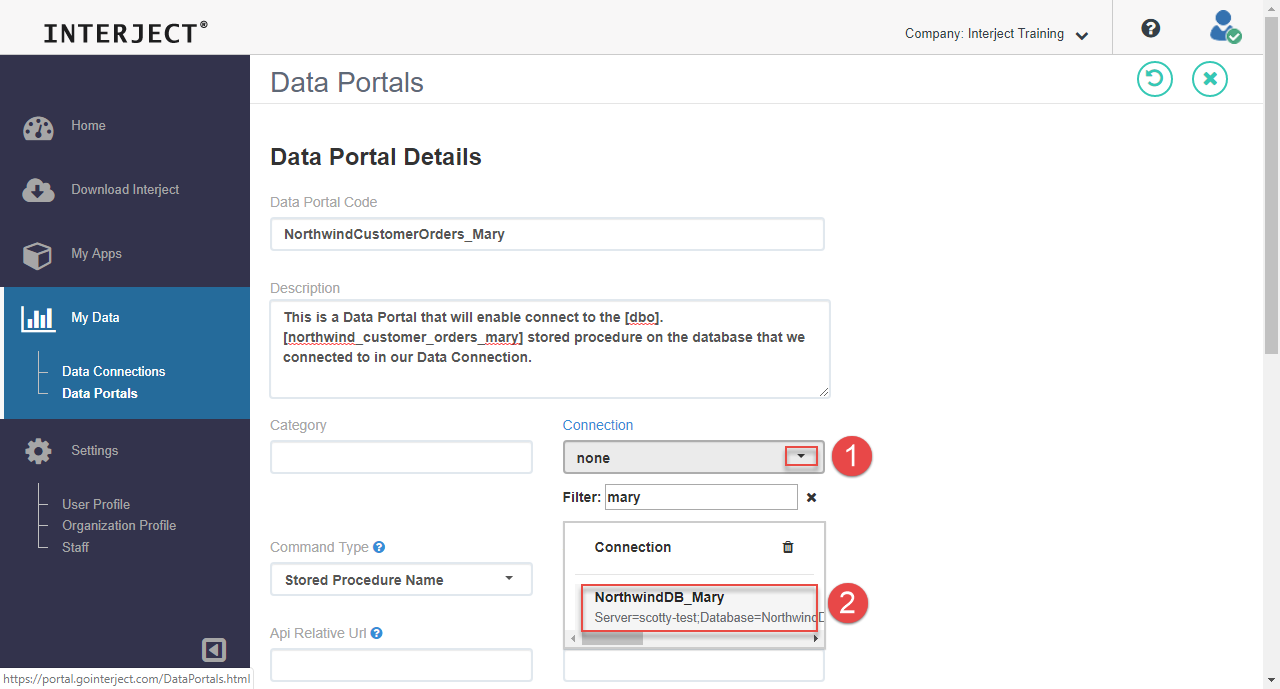 INTERJECT®
Company: Interject Training
Data Portals
Home
Download Interject
My Apps
My Data
Data Connections
Data Portals
Settings
User Profile
Organization Profile
Staff
Data Portal Details
Data Portal Code
NorthwindCustomerOrders_Mary
Description
This is a Data Portal that will enable connect to the [dbo].
[northwind_customer_orders_mary] stored procedure on the database that we
connected to in our Data Connection.
Category
Connection
none
1
Filter: mary
Connection
NorthwindDB_Mary
Server=scotty-test;Database=NorthwindD
2
Command Type
Stored Procedure Name
Api Relative Url
https://portal.gointerject.com/DataPortals.html